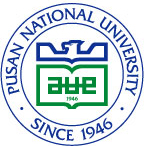 PUSAN NATIONAL UNIVERSITY
1946
· SINCE 1946 ·